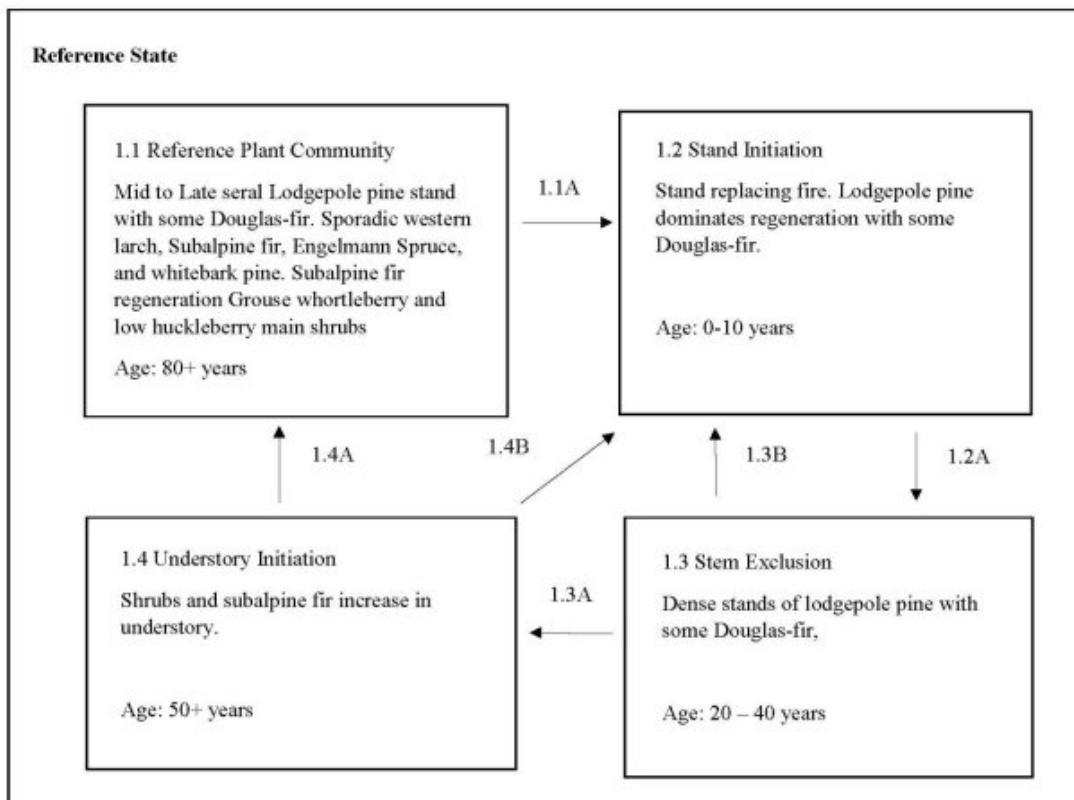 Reference State
1.1 Reference Plant Community
Mid to Late seral Lodgepole pine stand
with some Douglas-fir. Sporadic western
larch, Subalpine fir, Engelmann Spruce,
and whitebark pine. Subalpine fir
regeneration Grouse whortleberry and
low huckleberry main shrubs
Age: 80+ years
1.1A
1.2 Stand Initiation
Stand replacing fire. Lodgepole pine
dominates regeneration with some
Douglas-fir.
Age: 0-10 years
1.4A
1.4B
1.3B
1.2A
1.4 Understory Initiation
Shrubs and subalpine fir increase in
understory.
Age: 50+ years
1.3A
1.3 Stem Exclusion
Dense stands of lodgepole pine with
some Douglas-fir,
Age: 20 – 40 years